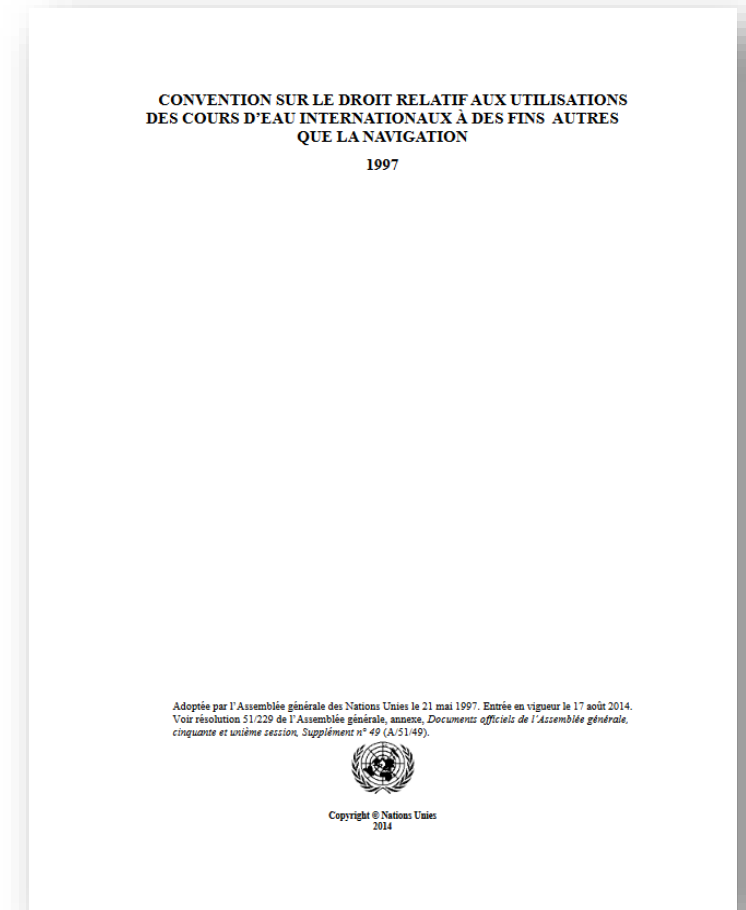 CONVENTION SUR LE DROIT RELATIF AUX UTILISATIONS
DES COURS D’EAU INTERNATIONAUX À DES FINS AUTRES
QUE LA NAVIGATION
1997
Adoptée par l’Assemblée générale des Nations Unies le 21 mai 1997. Entrée en vigueur le 17 août 2014.
Voir résolution 51/229 de l’Assemblée générale, annexe, Documents officiels de l’Assemblée générale,
cinquante et unième session, Supplément n° 49 (A/51/49).
Copyright © Nations Unies
2014